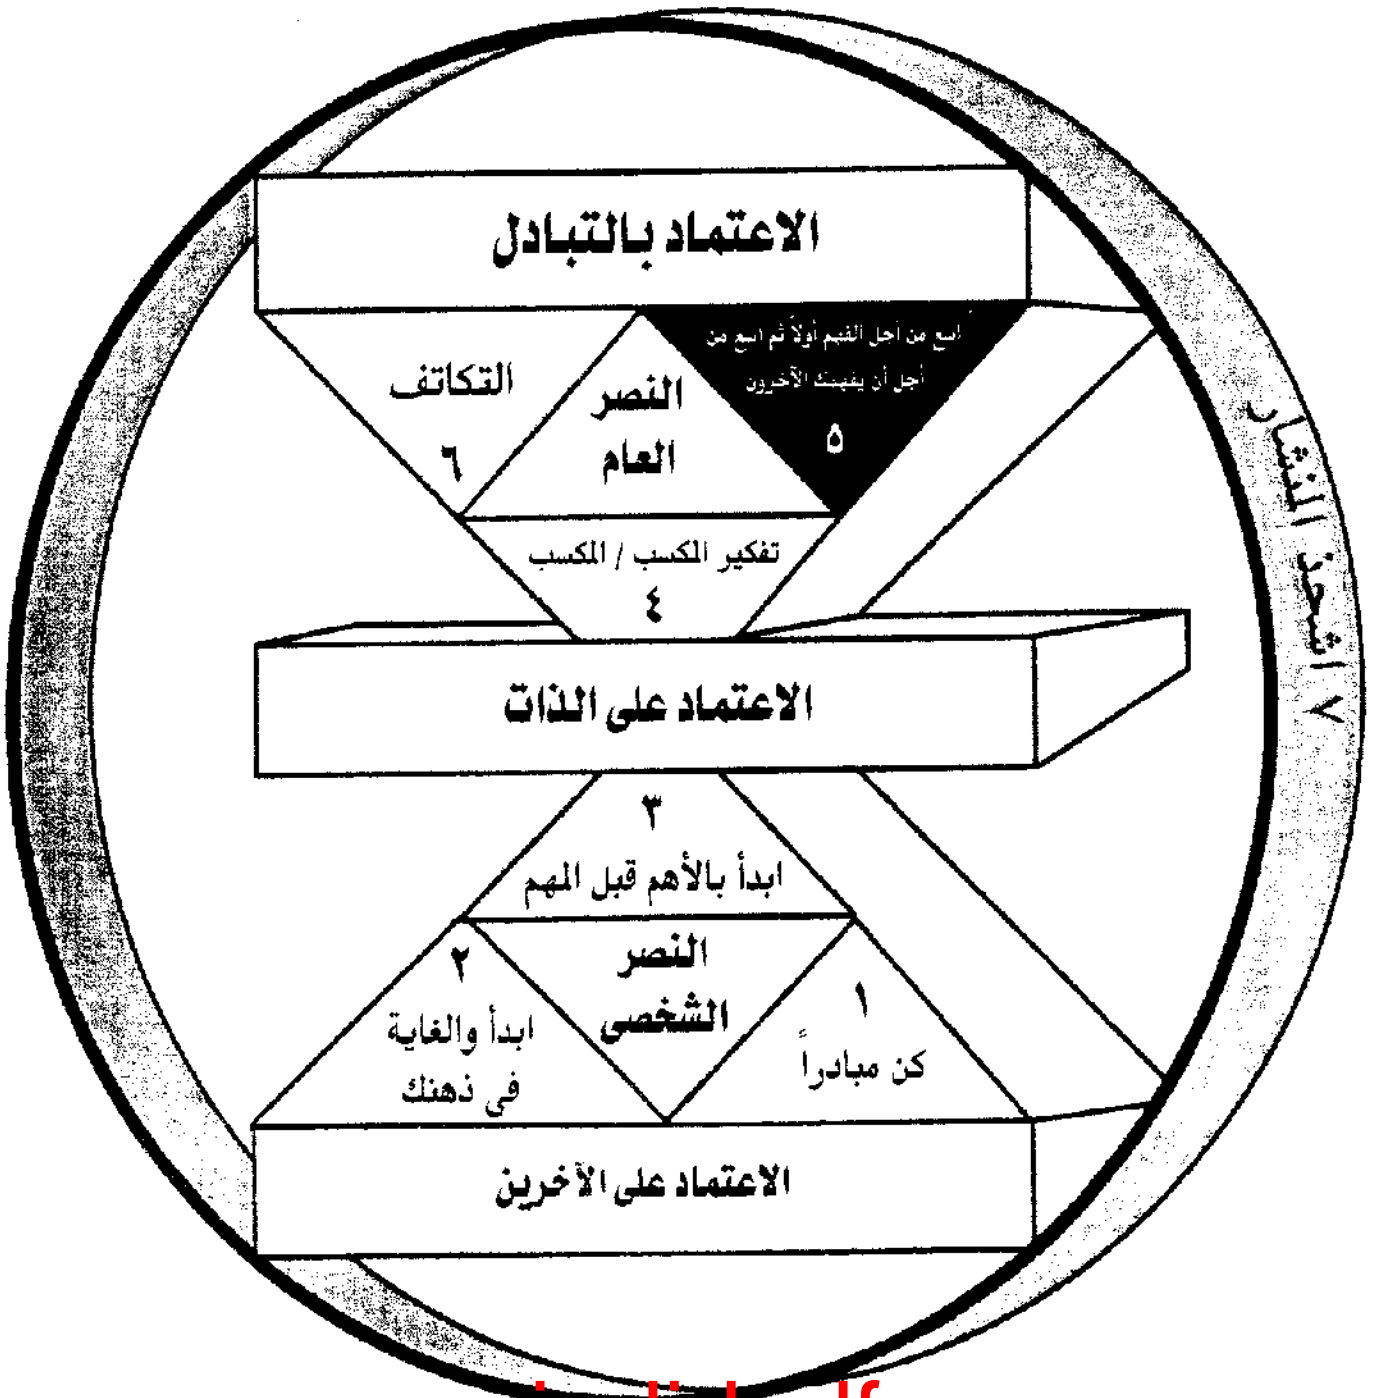 الاعتماد بالتبادل
اسع من أجل الفهم أولاً ثم اسع من
أجل أن يفهمك الآخرون
٥
التكاتف
٦
النصر
العام
تفكير المكسب / المكسب
٤
الاعتماد على الذات
٣
ابدأ بالأهم قبل المهم
النصر
الشخصى
١
كن مبادراً
٢
ابدأ والغاية
فى ذهنك
الاعتماد على الآخرين
٧ اشحذ المنشار